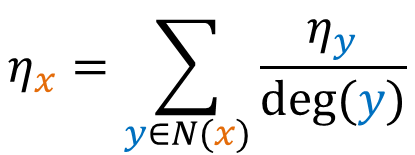 η_x = ∑_{y∈N(x)} η_y / deg(y)